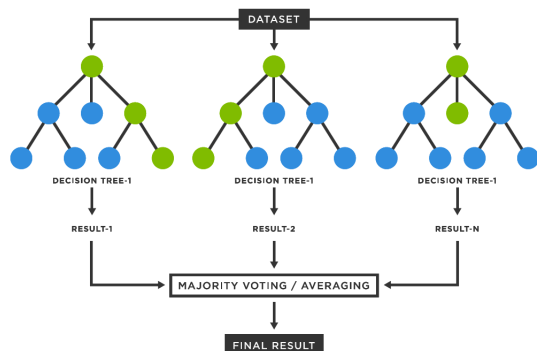 DATASET
DECISION TREE-1
DECISION TREE-1
DECISION TREE-1
RESULT-1
RESULT-2
RESULT-N
MAJORITY VOTING / AVERAGING
FINAL RESULT